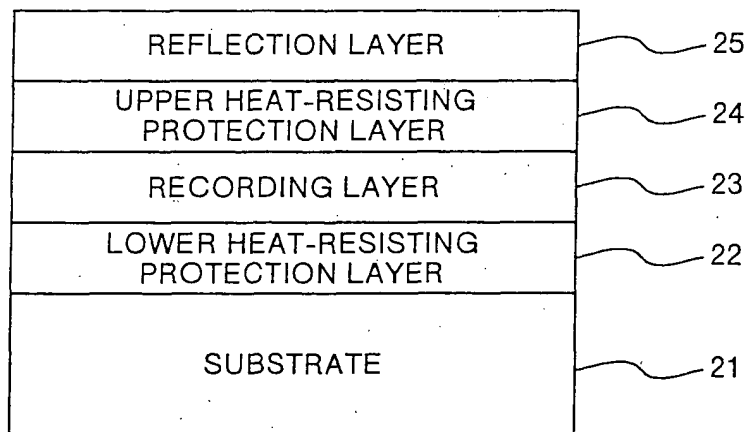 REFLECTION LAYER 25
UPPER HEAT-RESISTING
PROTECTION LAYER 24
RECORDING LAYER 23
LOWER HEAT-RESISTING
PROTECTION LAYER 22
SUBSTRATE 21